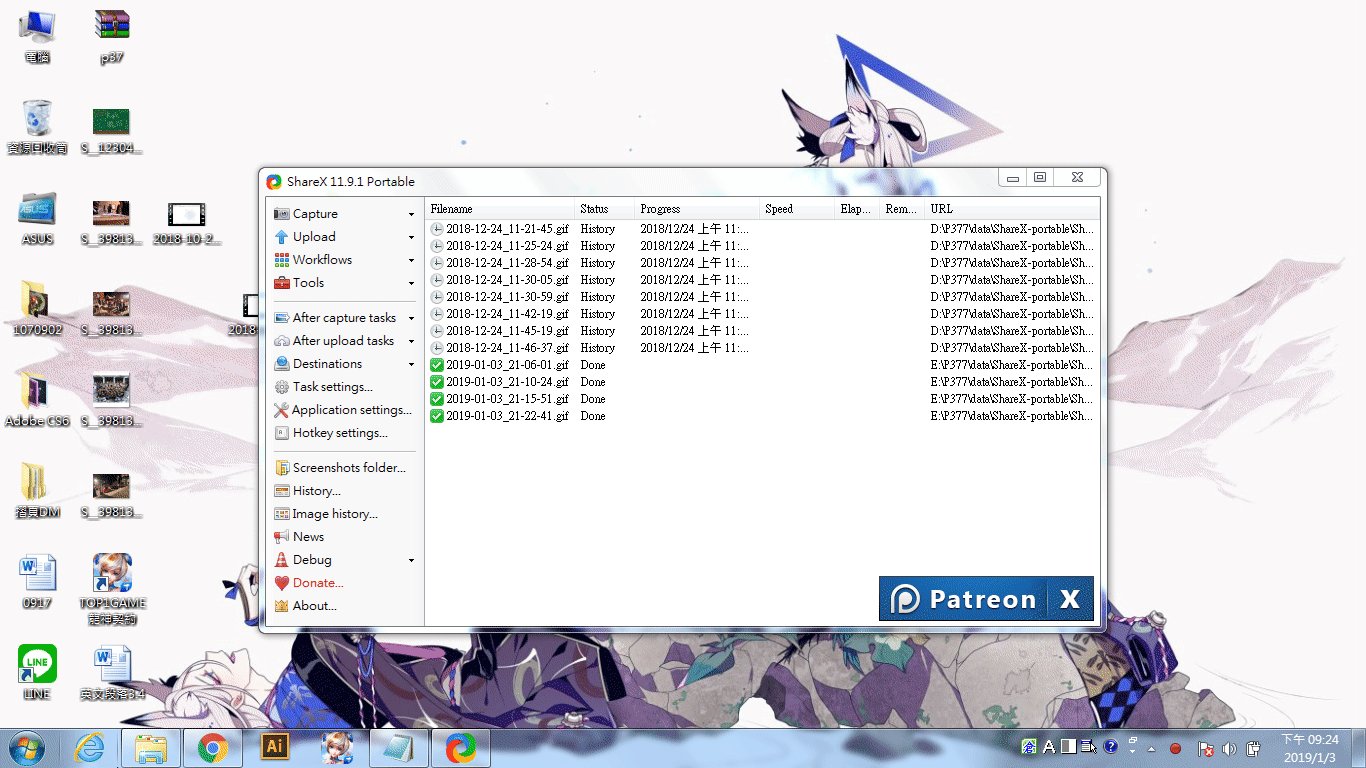 電腦
p37
資源回收筒
S__12304...
ASUS
S__39813...
2018-10-2...
1070902
S__39813...
2018
Adobe CS6
S__39813...
S__39813...
0917
TOP1GAME
龍神契約
LINE
英文段落3.4
ShareX 11.9.1 Portable
Capture
Upload
Workflows
Tools
After capture tasks
After upload tasks
Destinations
Task settings...
Application settings...
Hotkey settings...
Screenshots folder...
History...
Image history...
News
Debug
Donate...
About...
Filename Status Progress Speed Elap... Rem... URL
2018-12-24_11-21-45.gif History 2018/12/24 上午 11:... D:\P377\data\ShareX-portable\Sh...
2018-12-24_11-25-24.gif History 2018/12/24 上午 11:... D:\P377\data\ShareX-portable\Sh...
2018-12-24_11-28-54.gif History 2018/12/24 上午 11:... D:\P377\data\ShareX-portable\Sh...
2018-12-24_11-30-05.gif History 2018/12/24 上午 11:... D:\P377\data\ShareX-portable\Sh...
2018-12-24_11-30-59.gif History 2018/12/24 上午 11:... D:\P377\data\ShareX-portable\Sh...
2018-12-24_11-42-19.gif History 2018/12/24 上午 11:... D:\P377\data\ShareX-portable\Sh...
2018-12-24_11-45-19.gif History 2018/12/24 上午 11:... D:\P377\data\ShareX-portable\Sh...
2018-12-24_11-46-37.gif History 2018/12/24 上午 11:... D:\P377\data\ShareX-portable\Sh...
2019-01-03_21-06-01.gif Done E:\P377\data\ShareX-portable\Sh...
2019-01-03_21-10-24.gif Done E:\P377\data\ShareX-portable\Sh...
2019-01-03_21-15-51.gif Done E:\P377\data\ShareX-portable\Sh...
2019-01-03_21-22-41.gif Done E:\P377\data\ShareX-portable\Sh...
Patreon X
Ai
A
下午 09:24
2019/1/3